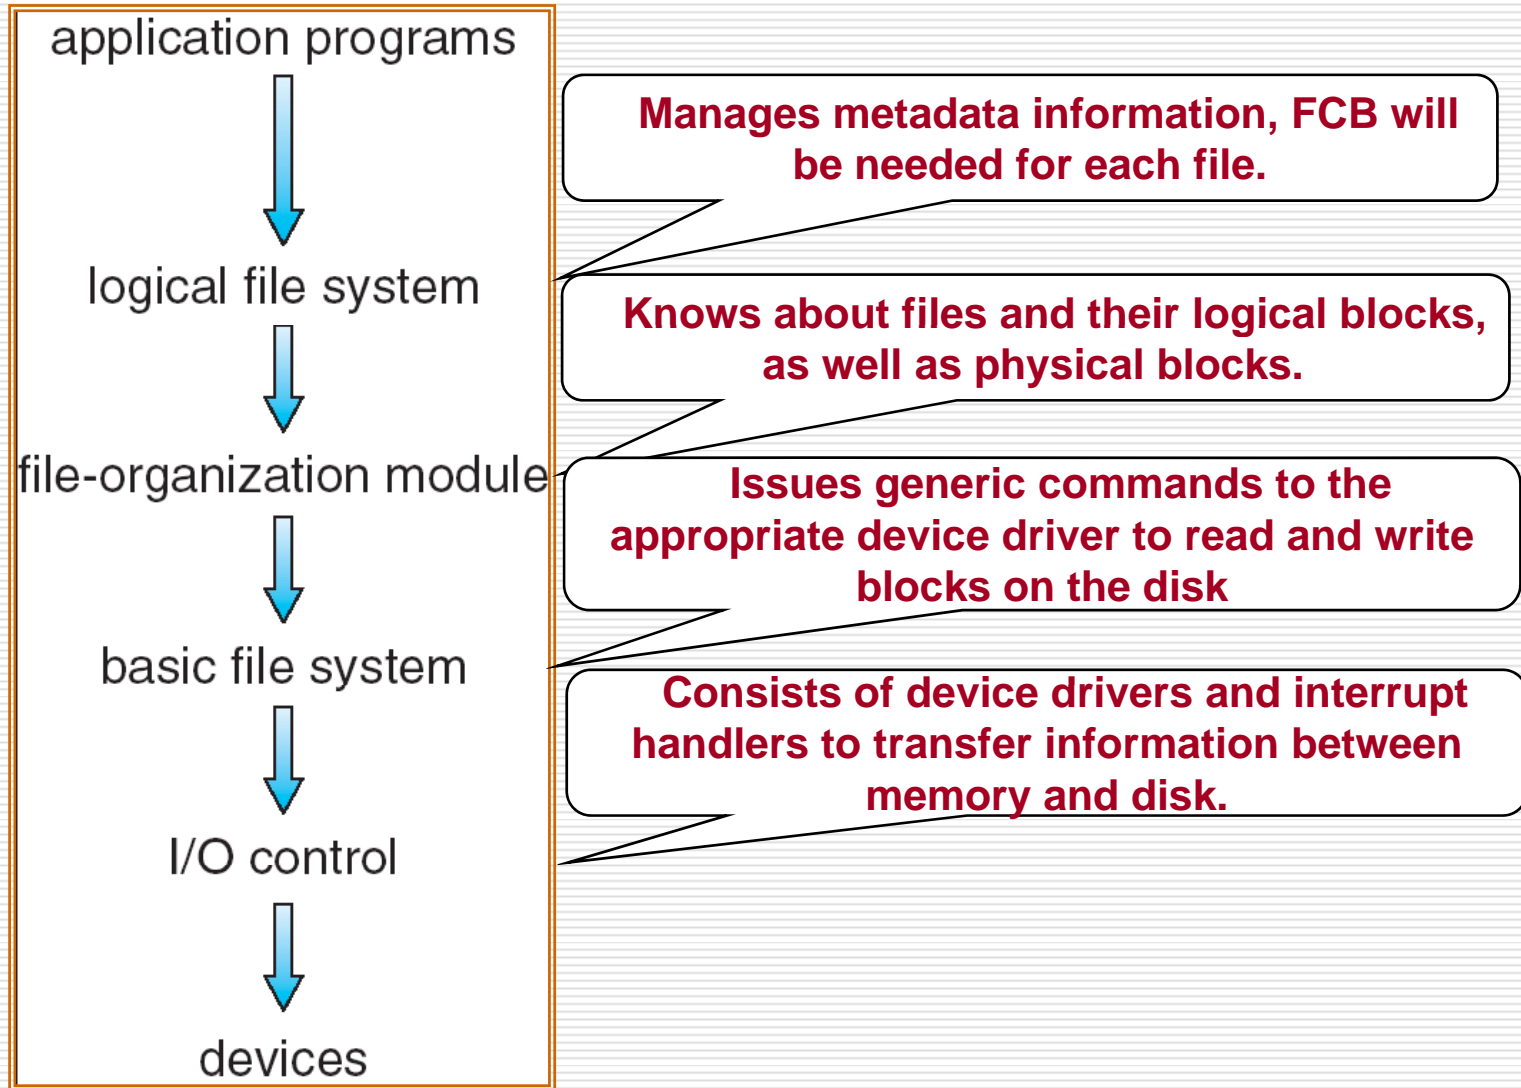 application programs
Manages metadata information, FCB will
be needed for each file.
logical file system
Knows about files and their logical blocks,
as well as physical blocks.
file-organization module
Issues generic commands to the
appropriate device driver to read and write
blocks on the disk
basic file system
Consists of device drivers and interrupt
handlers to transfer information between
memory and disk.
I/O control
devices